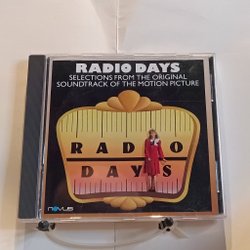 RADIO DAYS
SELECTIONS FROM THE ORIGINAL
SOUNDTRACK OF THE MOTION PICTURE
RADIO
DAYS
NOVUS